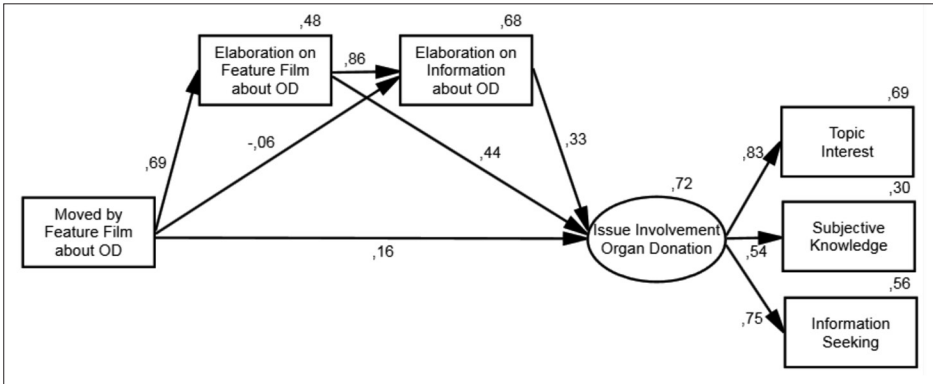 ,48
Elaboration on
Feature Film
about OD
,86
,68
Elaboration on
Information
about OD
,69
-,06
,44
,33
Moved by
Feature Film
about OD
,16
,72
Issue Involvement
Organ Donation
,83
,54
,75
,69
Topic
Interest
,30
Subjective
Knowledge
,56
Information
Seeking